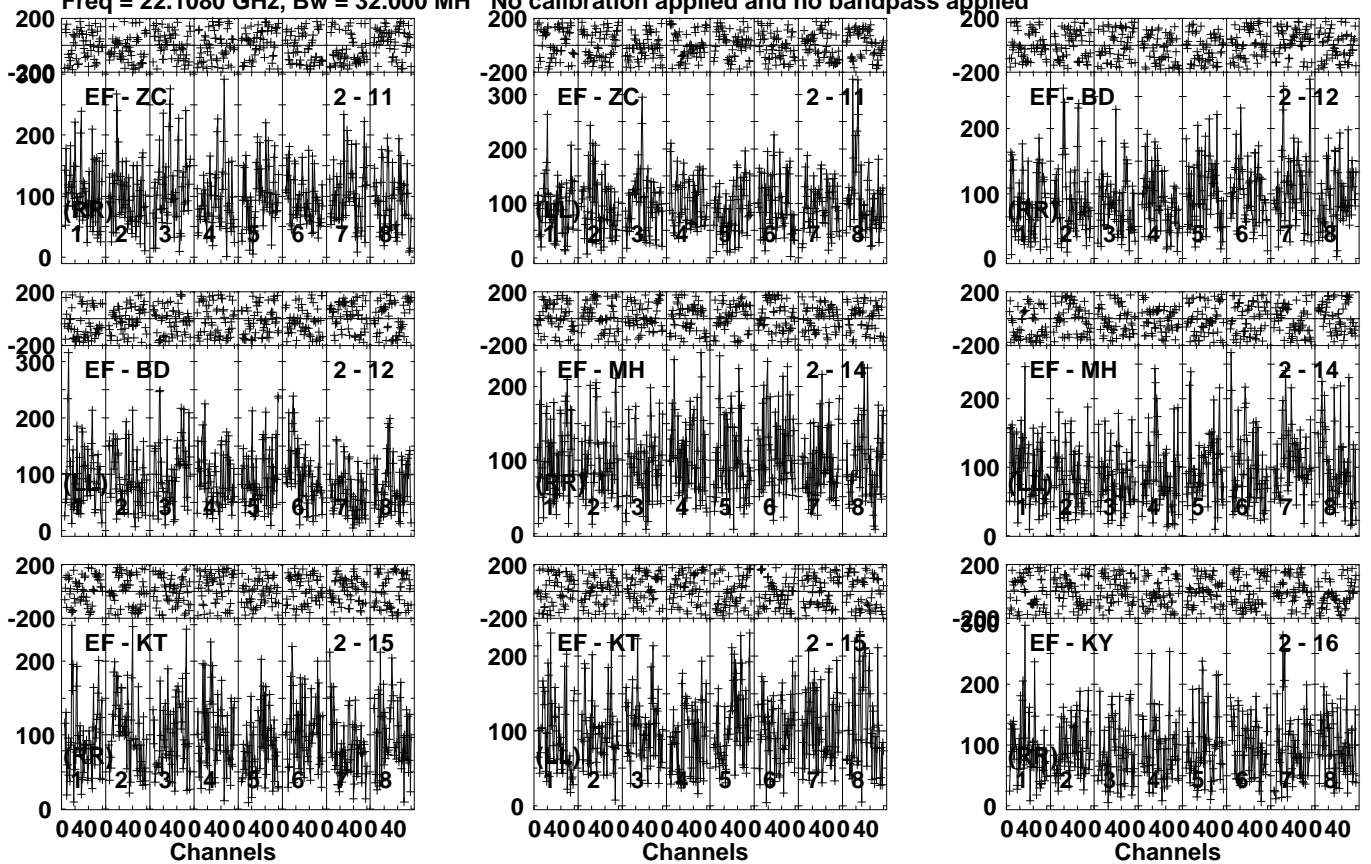 Freq = 22.1080 GHz, Bw = 32.000 MH No calibration applied and no bandpass applied
200 200 200
-200 -200 -200
300
EF - ZC 2 - 11 300 EF - ZC 2 - 11 EF - BD 2 - 12
200 200 200
100 100 100
(RR) (LL) (RR)
1 2 3 4 5 6 7 8 1 2 3 4 5 6 7 8 1 2 3 4 5 6 7 8
0 0 0
200 200 200
-200 -200 -200
300 EF - BD 2 - 12 EF - MH 2 - 14 EF - MH 2 - 14
200 200 200
100 100 100
(LL) (RR) (LL)
1 2 3 4 5 6 7 8 1 2 3 4 5 6 7 8 1 2 3 4 5 6 7 8
0 0 0
200 200 200
-200 -200 -200
300
EF - KT 2 - 15 EF - KT 2 - 15 EF - KY 2 - 16
200 200 200
100 100 100
(RR) (LL) (RR)
1 2 3 4 5 6 7 8 1 2 3 4 5 6 7 8 1 2 3 4 5 6 7 8
0 0 0
0 40 0 40 0 40 0 40 0 40 0 40 0 40 0 40 0 40 0 40 0 40 0 40 0 40 0 40 0 40 0 40 0 40 0 40 0 40 0 40 0 40 0 40 0 40 0 40
Channels Channels Channels